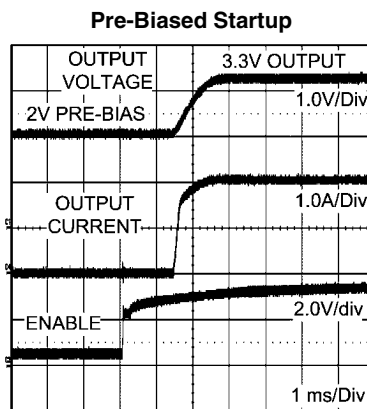 Pre-Biased Startup
OUTPUT VOLTAGE
3.3V OUTPUT
1.0V/Div
2V PRE-BIAS
OUTPUT CURRENT
1.0A/Div
ENABLE
2.0V/div
1 ms/Div